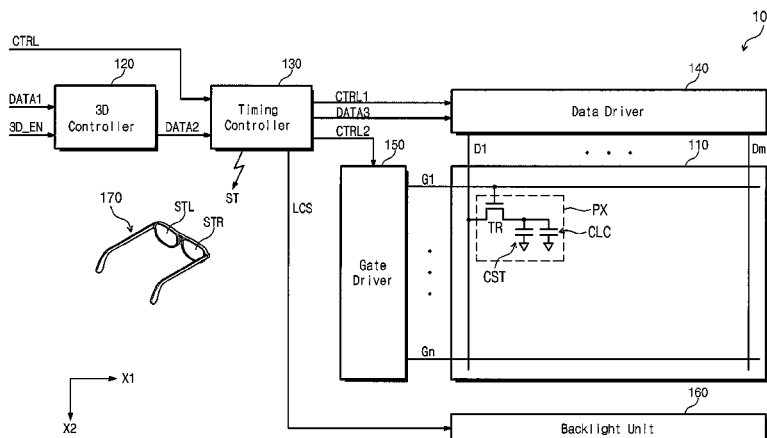 10
CTRL
120
130
140
DATA1
3D_EN
3D
Controller
DATA2
Timing
Controller
CTRL1
DATA3
CTRL2
Data Driver
150
D1
. . .
110
Dm
ST
LCS
G1
PX
TR
CLC
CST
170
STL
STR
Gate
Driver
Gn
X1
X2
160
Backlight Unit